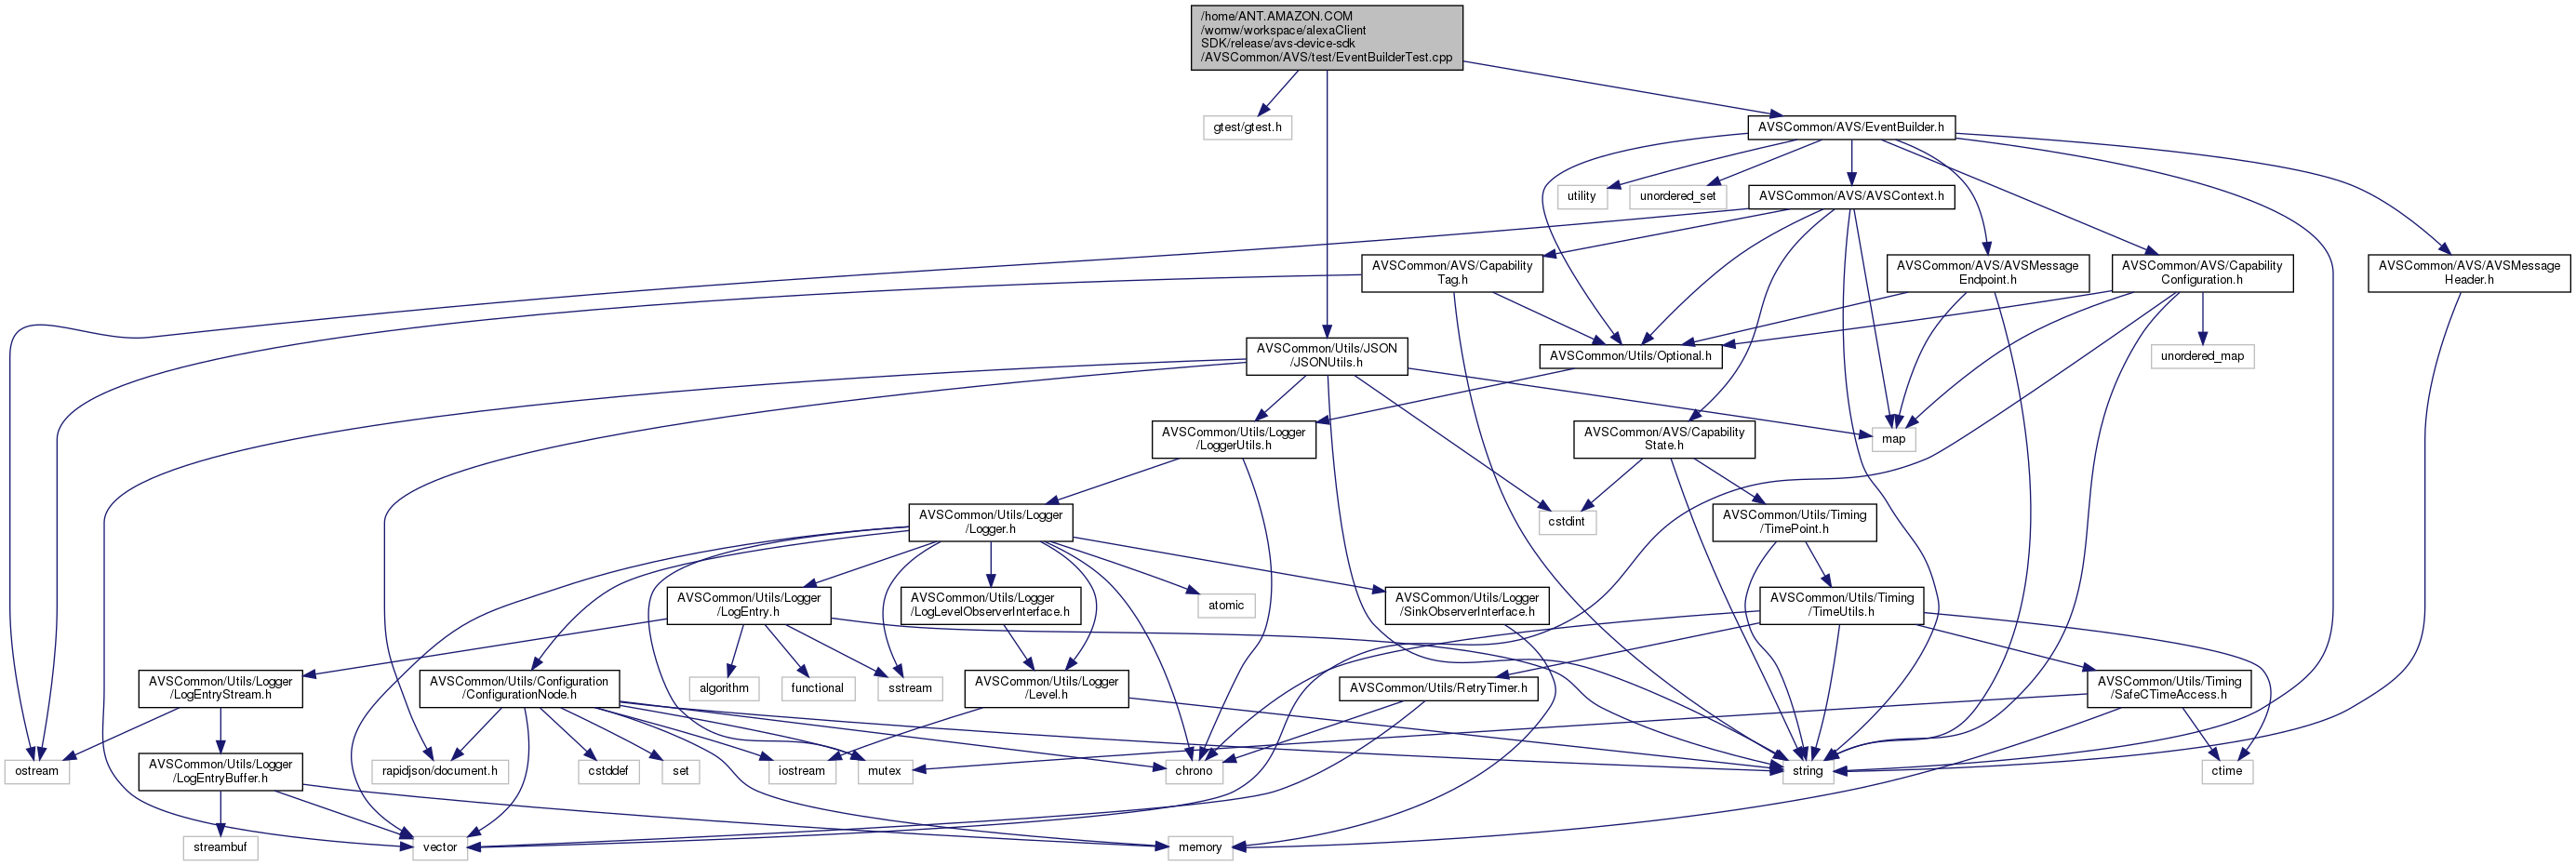 /home/ANT.AMAZON.COM
/womw/workspace/alexaClient
SDK/release/avs-device-sdk
/AVSCommon/AVS/test/EventBuilderTest.cpp
gtest/gtest.h
AVSCommon/AVS/EventBuilder.h
utility
unordered_set
AVSCommon/AVS/AVSContext.h
AVSCommon/AVS/Capability
Tag.h
AVSCommon/AVS/AVSMessage
Endpoint.h
AVSCommon/AVS/Capability
Configuration.h
AVSCommon/AVS/AVSMessage
Header.h
AVSCommon/Utils/JSON
/JSONUtils.h
AVSCommon/Utils/Optional.h
unordered_map
AVSCommon/Utils/Logger
/LoggerUtils.h
AVSCommon/AVS/Capability
State.h
map
AVSCommon/Utils/Logger
/Logger.h
cstdint
AVSCommon/Utils/Timing
/TimePoint.h
AVSCommon/Utils/Logger
/LogEntry.h
AVSCommon/Utils/Logger
/LogLevelObserverInterface.h
atomic
AVSCommon/Utils/Logger
/SinkObserverInterface.h
AVSCommon/Utils/Timing
/TimeUtils.h
AVSCommon/Utils/Logger
/LogEntryStream.h
AVSCommon/Utils/Configuration
/ConfigurationNode.h
algorithm
functional
sstream
AVSCommon/Utils/Logger
/Level.h
AVSCommon/Utils/RetryTimer.h
AVSCommon/Utils/Timing
/SafeCTimeAccess.h
ostream
AVSCommon/Utils/Logger
/LogEntryBuffer.h
rapidjson/document.h
cstddef
set
iostream
mutex
chrono
string
ctime
streambuf
vector
memory